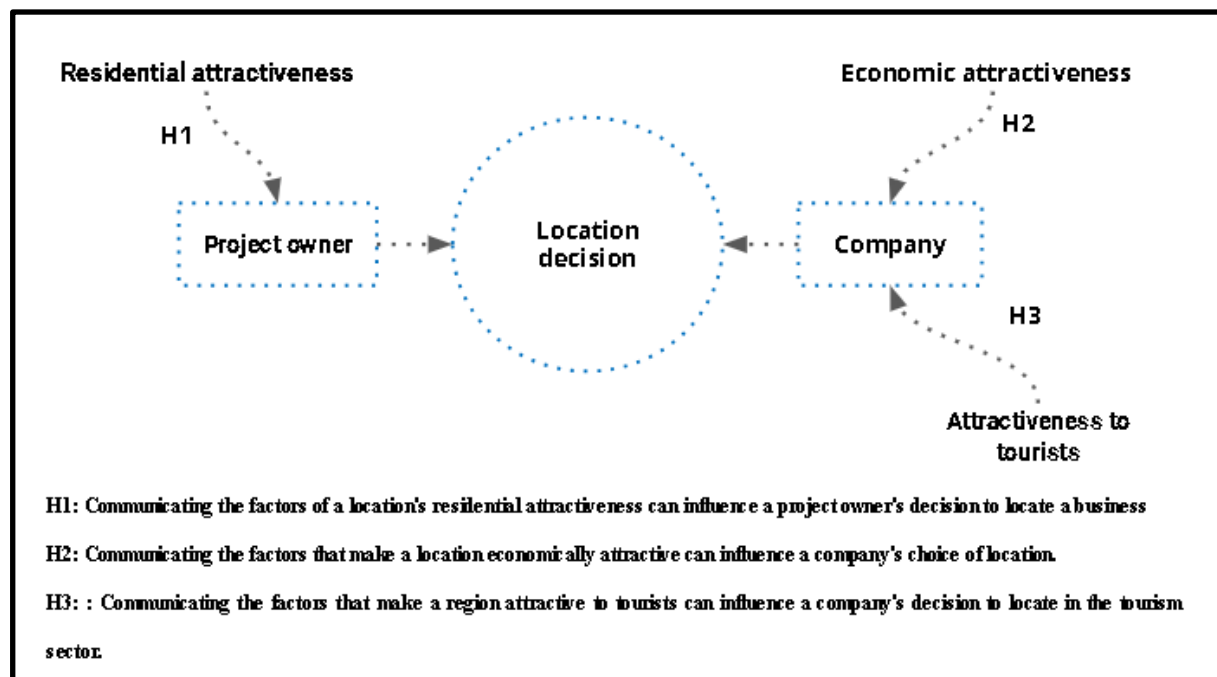 Residential attractiveness
Economic attractiveness
H1
H2
Project owner
Location
decision
Company
H3
Attractiveness to
tourists
H1: Communicating the factors of a location's residential attractiveness can influence a project owner's decision to locate a business
H2: Communicating the factors that make a location economically attractive can influence a company's choice of location.
H3: : Communicating the factors that make a region attractive to tourists can influence a company's decision to locate in the tourism
sector.